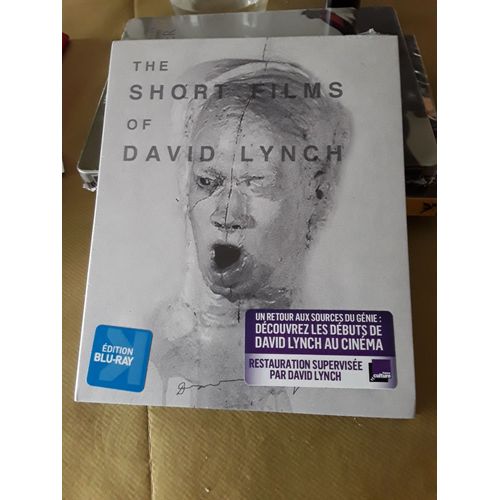 THE
SHORT FILMS
OF
DAVID LYNCH
UN RETOUR AUX SOURCES DU GÉNIE :
DÉCOUVREZ LES DÉBUTS DE
DAVID LYNCH AU CINÉMA
RESTAURATION SUPERVISÉE
PAR DAVID LYNCH
culture
ÉDITION
BLU-RAY